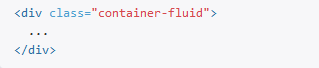 <div class="container-fluid">
  ...
</div>